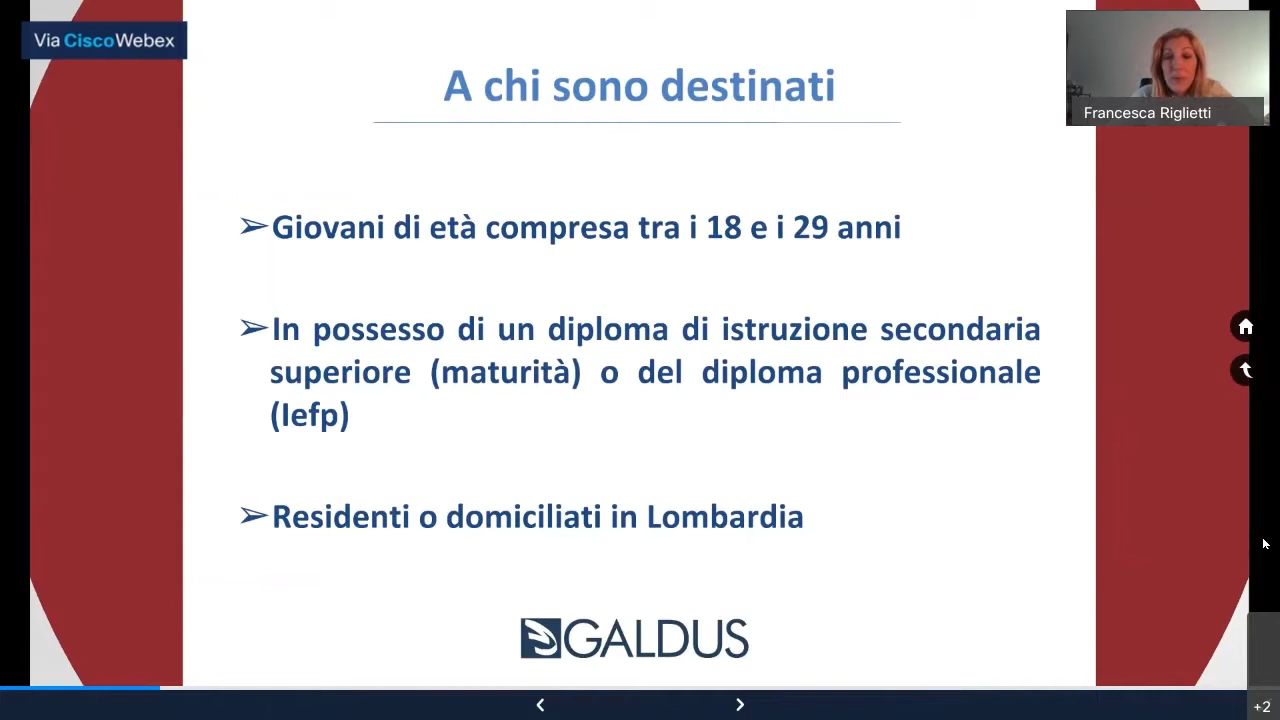 Via CiscoWebex
A chi sono destinati
Francesca Riglietti
➢Giovani di età compresa tra i 18 e i 29 anni
➢In possesso di un diploma di istruzione secondaria
superiore (maturità) o del diploma professionale
(Iefp)
➢Residenti o domiciliati in Lombardia
GALDUS
+2